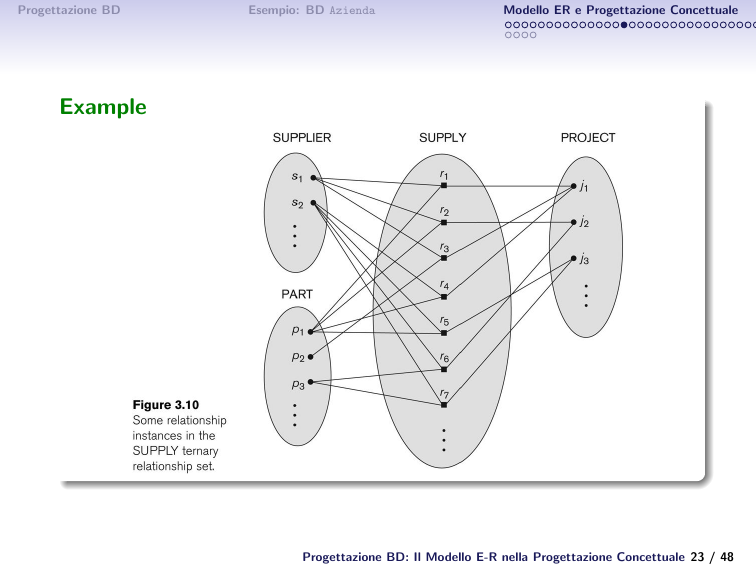 Progettazione BD
Esempio: BD Azienda
Modello ER e Progettazione Concettuale
Example
SUPPLIER
SUPPLY
PROJECT
s1
s2
r1
r2
r3
r4
r5
r6
r7
j1
j2
j3
PART
p1
p2
p3
Figure 3.10
Some relationship
instances in the
SUPPLY ternary
relationship set.
Progettazione BD: Il Modello E-R nella Progettazione Concettuale 23 / 48